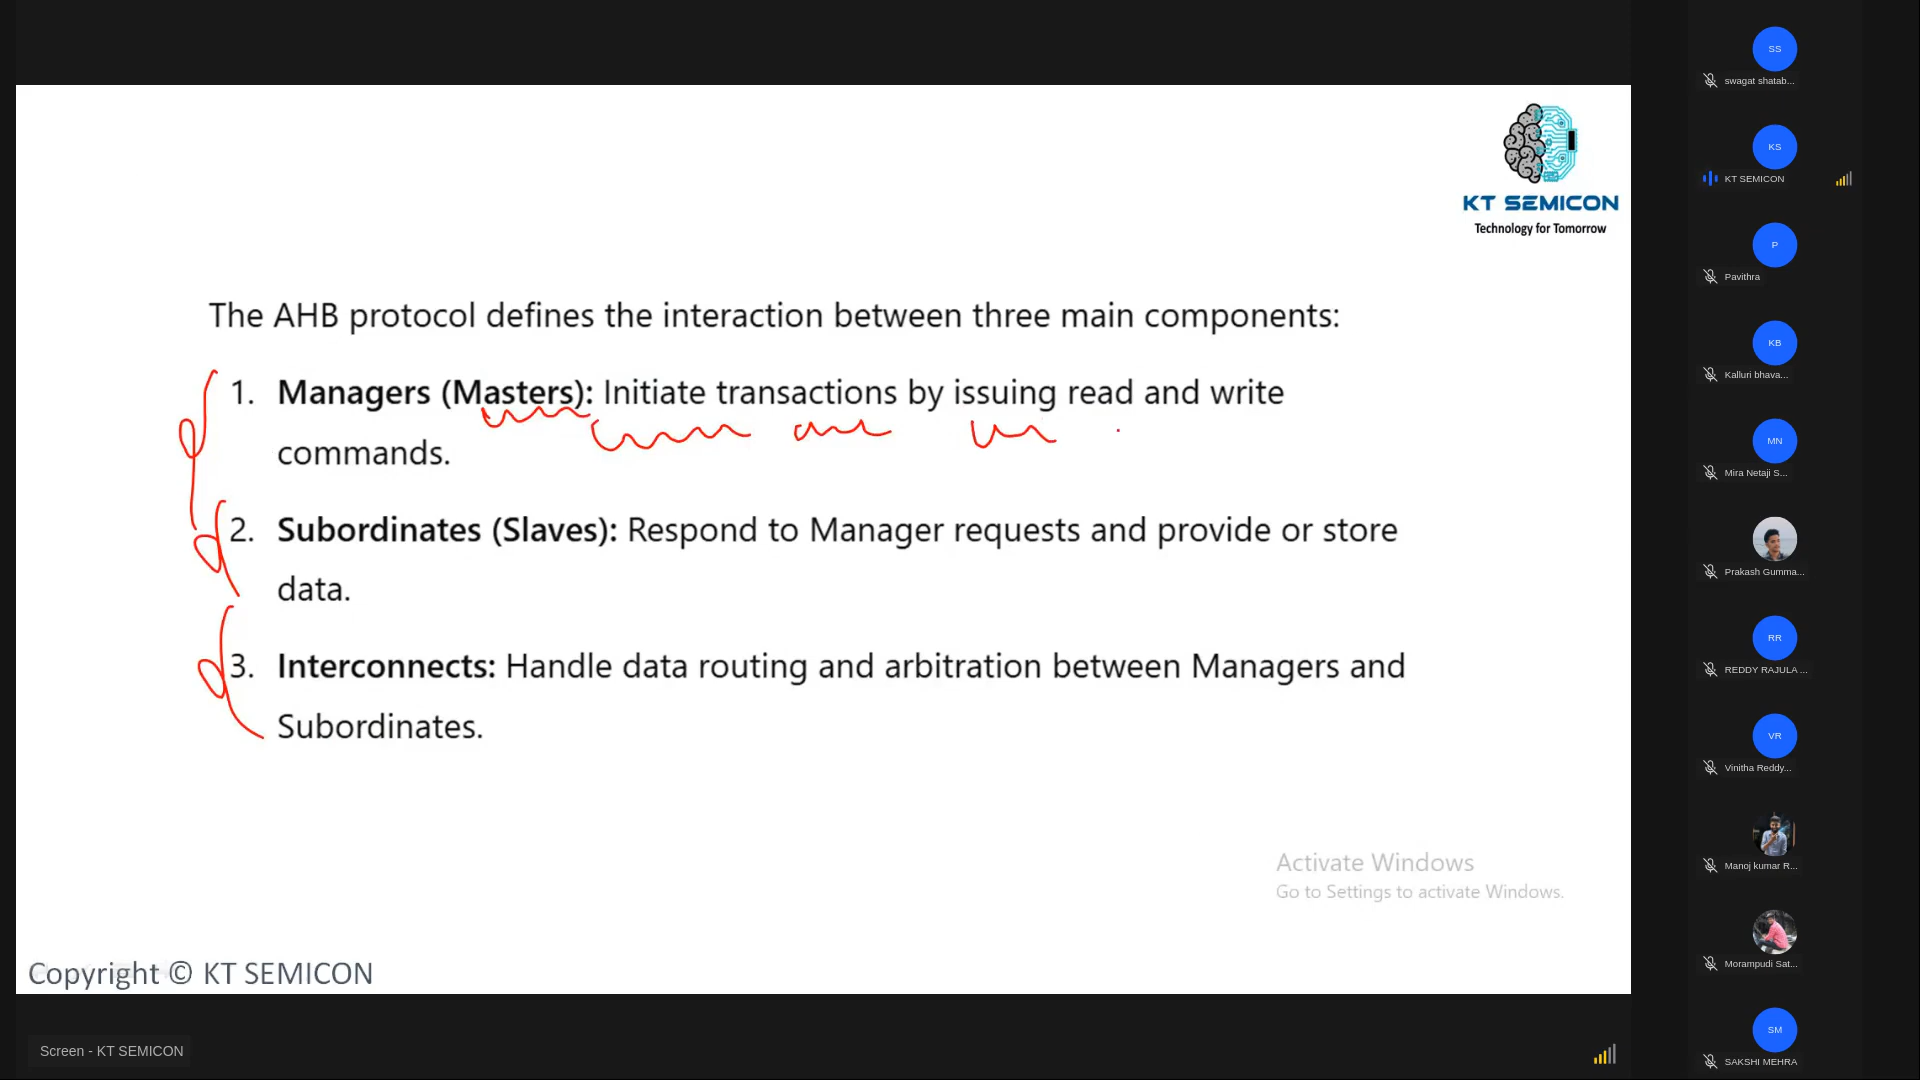 KT SEMICON
Technology for Tomorrow
The AHB protocol defines the interaction between three main components:
1. Managers (Masters): Initiate transactions by issuing read and write
commands.
2. Subordinates (Slaves): Respond to Manager requests and provide or store
data.
3. Interconnects: Handle data routing and arbitration between Managers and
Subordinates.
Activate Windows
Go to Settings to activate Windows.
Copyright © KT SEMICON
Screen - KT SEMICON
SS
swagat shatab...
KS
KT SEMICON
P
Pavithra
KB
Kalluri bhava...
MN
Mira Netaji S...
Prakash Gumma...
RR
REDDY RAJULA ...
VR
Vinitha Reddy...
Manoj kumar R...
Morampudi Sat...
SM
SAKSHI MEHRA